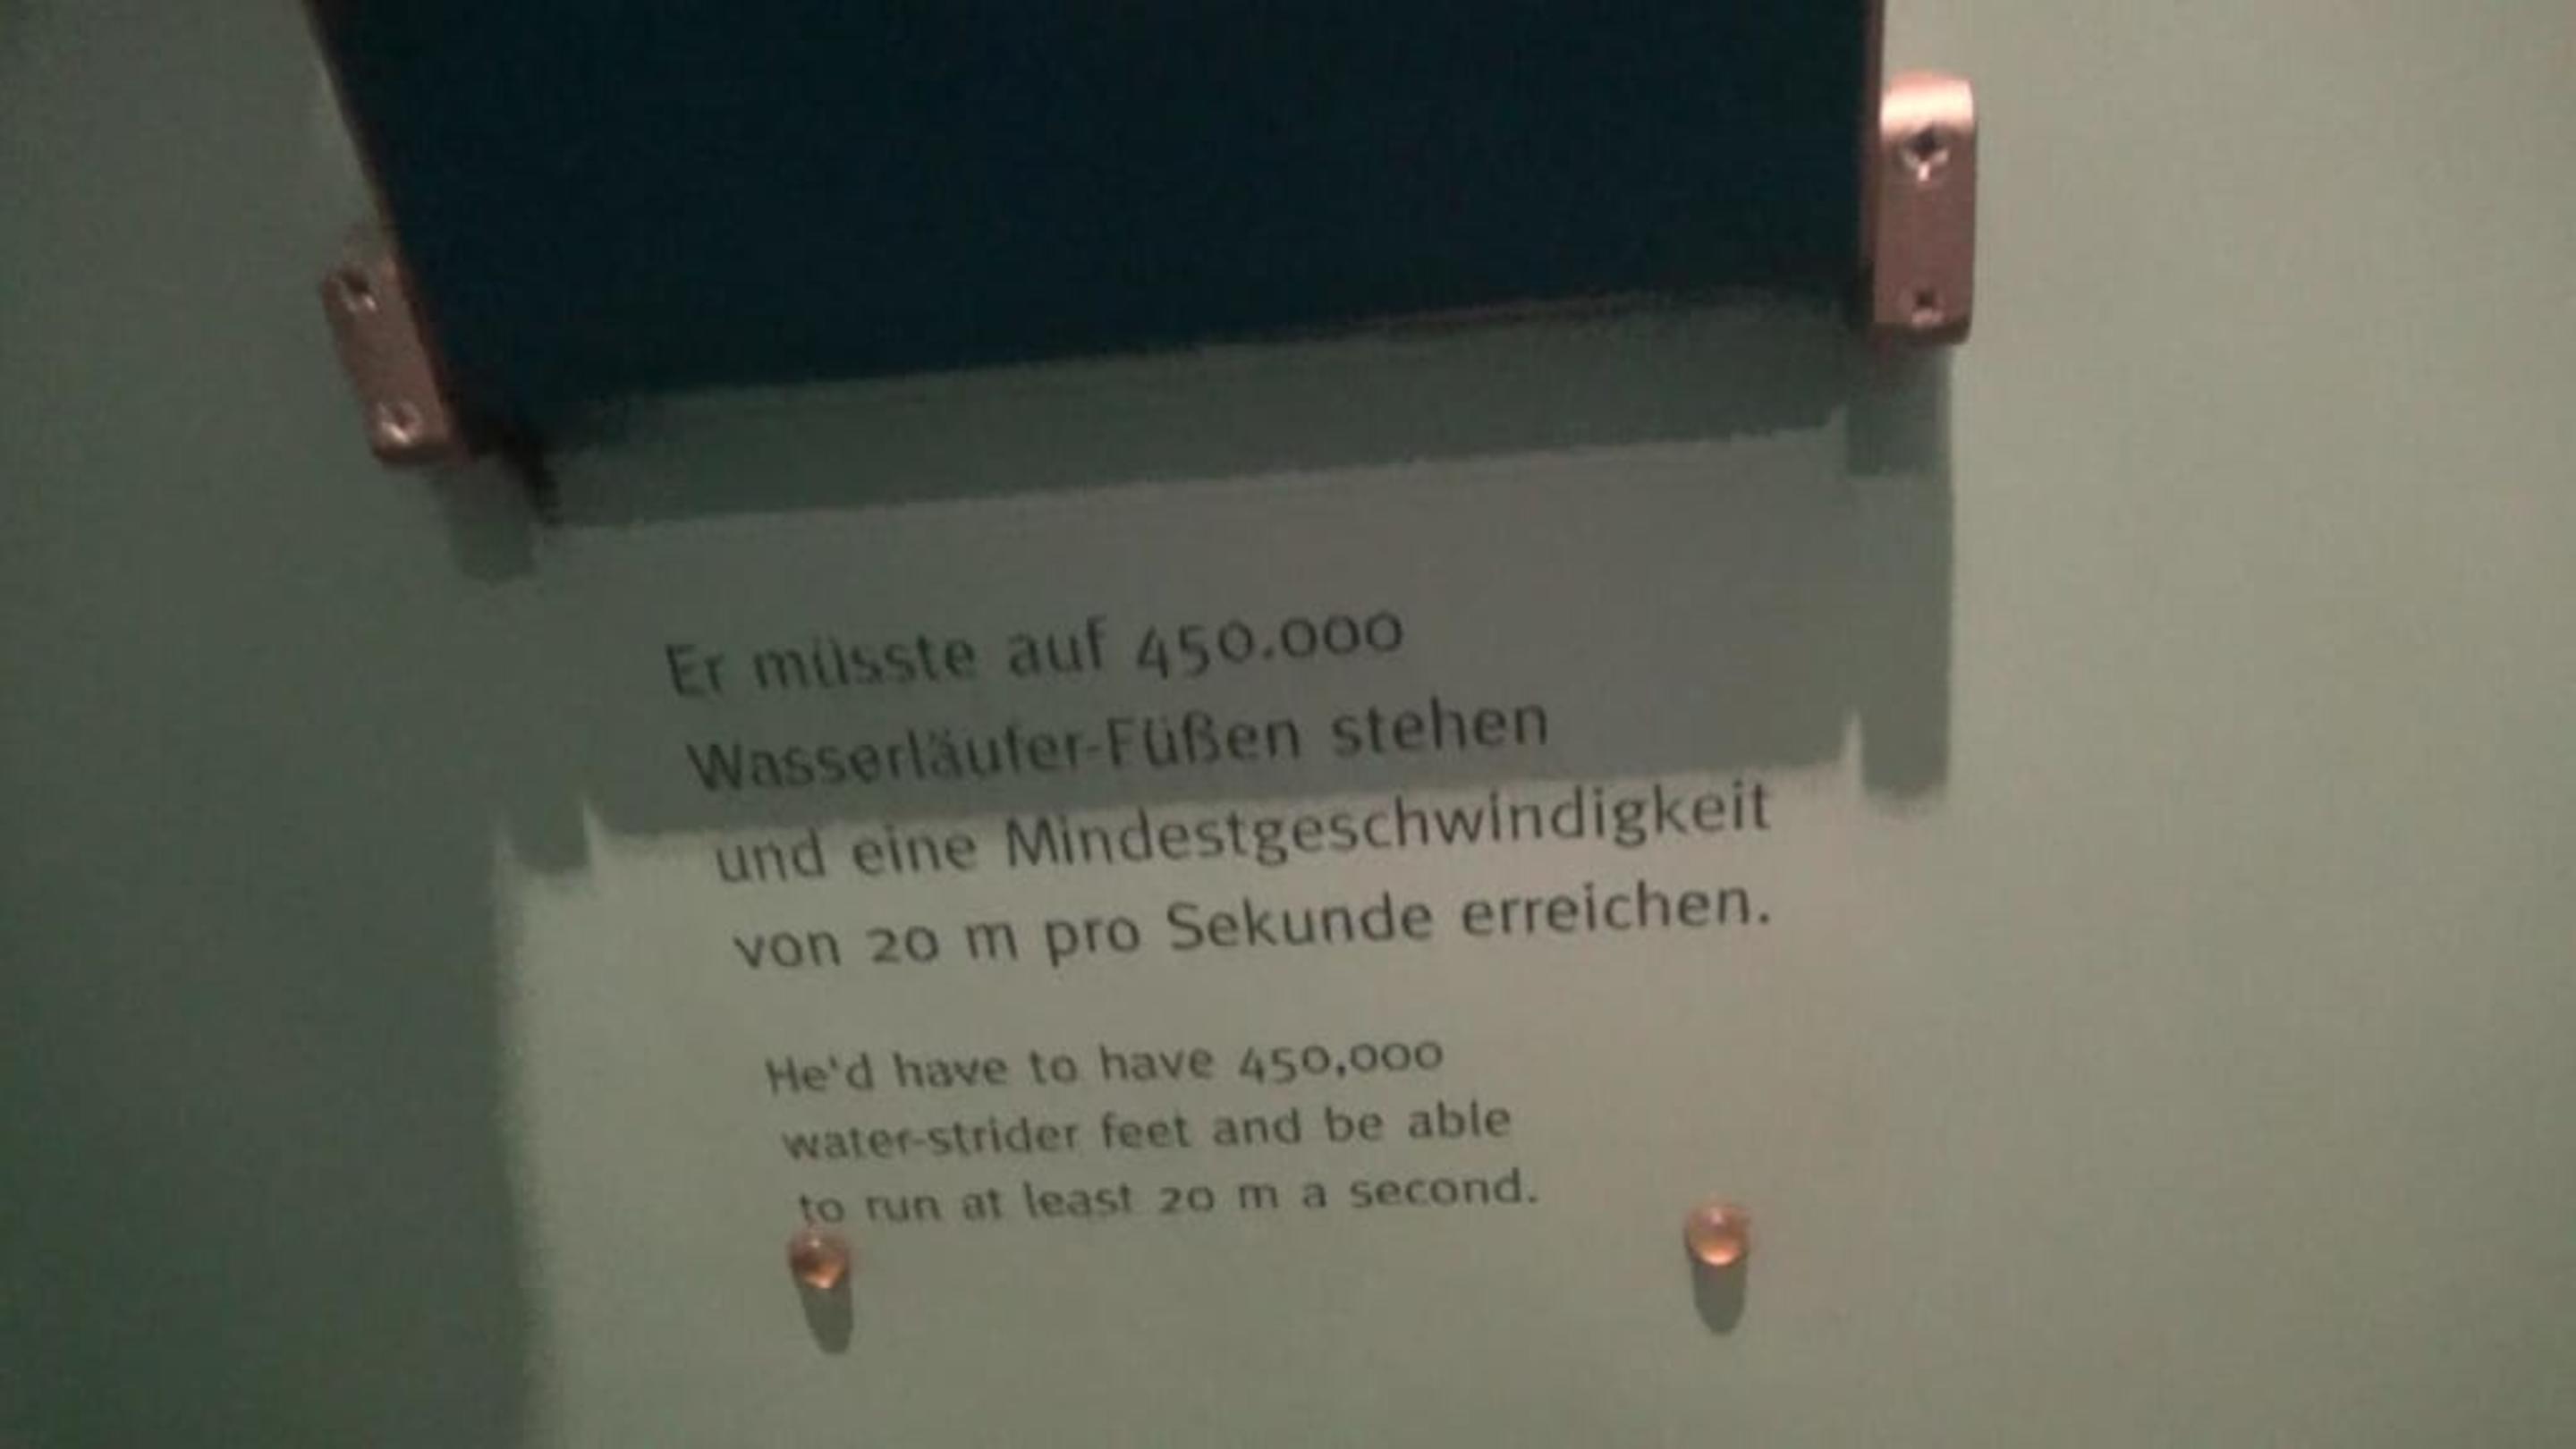 Er müsste auf 450.000
Wasserläufer-Füßen stehen
und eine Mindestgeschwindigkeit
von 20 m pro Sekunde erreichen.
He'd have to have 450,000
water-strider feet and be able
to run at least 20 m a second.